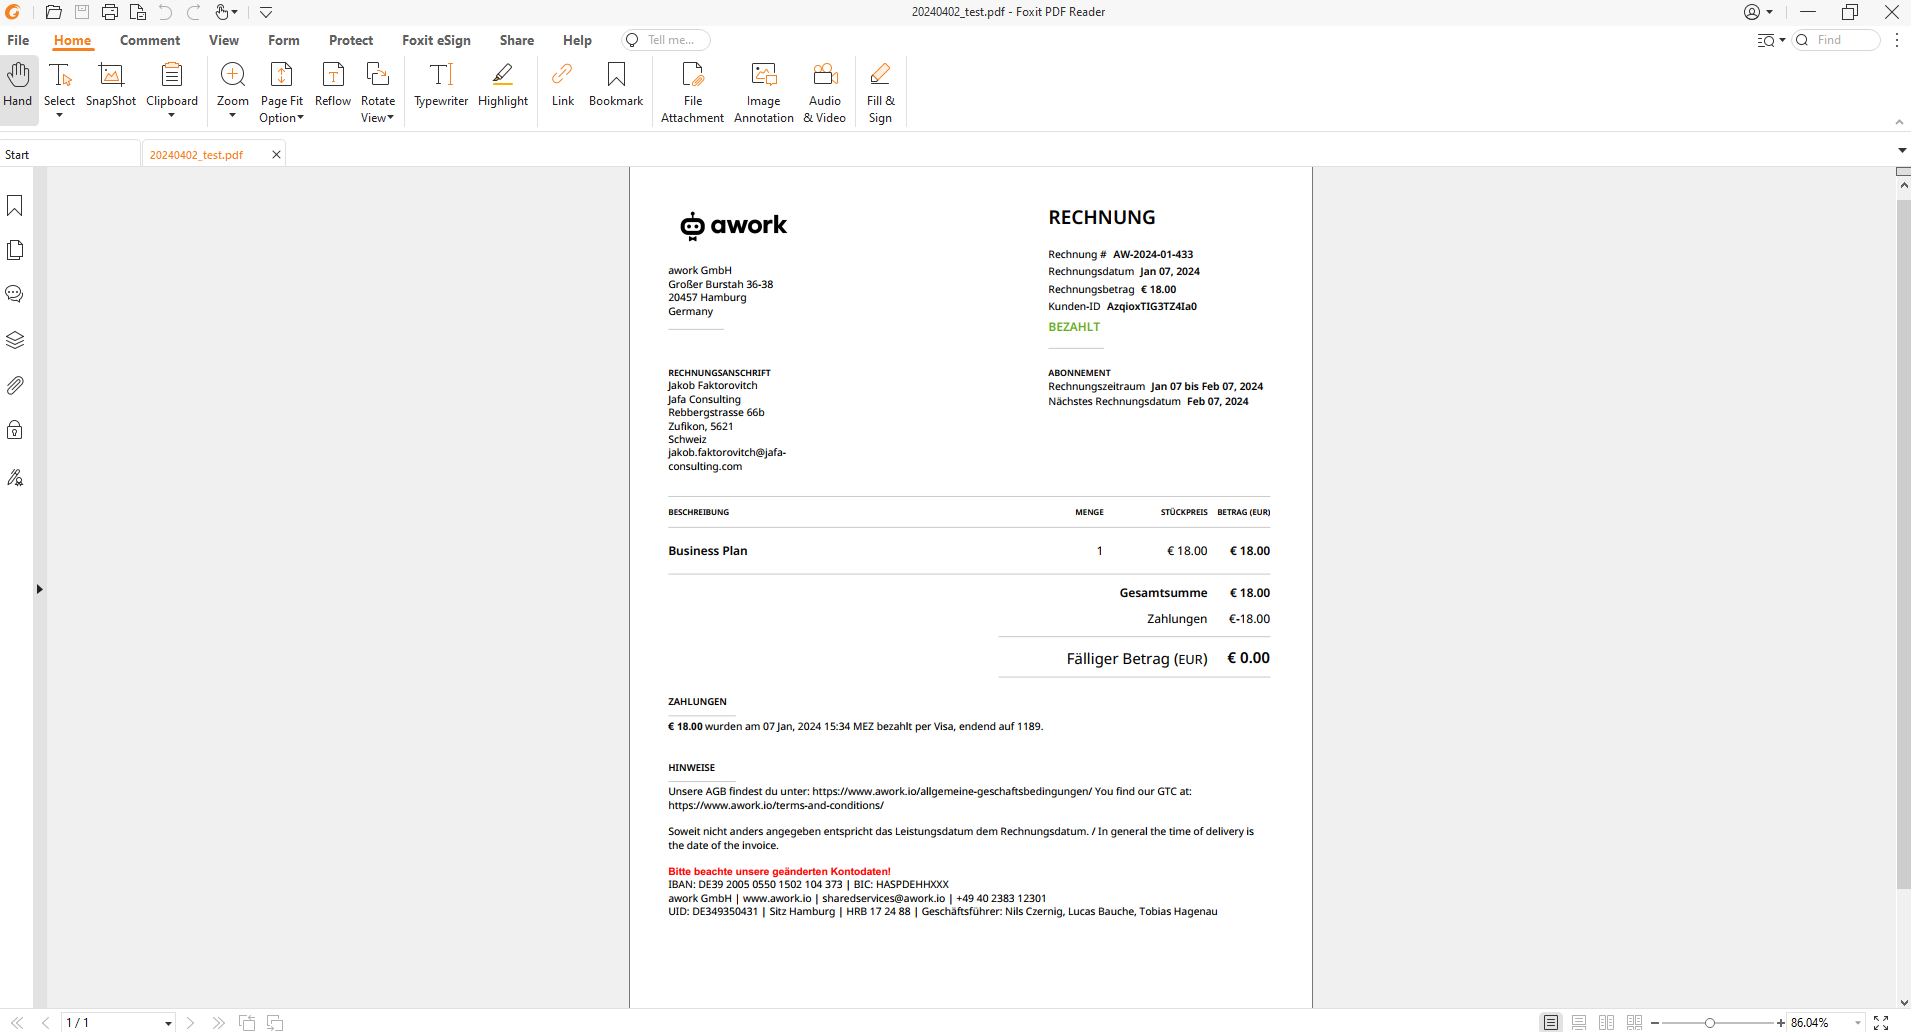 20240402_test.pdf - Foxit PDF Reader
File Home Comment View Form Protect Foxit eSign Share Help Tell me... Find
Hand Select SnapShot Clipboard Zoom Page Fit Option Reflow Rotate View Typewriter Highlight Link Bookmark File Attachment Image Annotation Audio & Video Fill & Sign
Start 20240402_test.pdf
awork
awork GmbH
Großer Burstah 36-38
20457 Hamburg
Germany
RECHNUNG
Rechnung # AW-2024-01-433
Rechnungsdatum Jan 07, 2024
Rechnungsbetrag € 18.00
Kunden-ID AzqioxTIG3TZ4Ia0
BEZAHLT
RECHNUNGSANSCHRIFT
Jakob Faktorovitch
Jafa Consulting
Rebbergstrasse 66b
Zufikon, 5621
Schweiz
jakob.faktorovitch@jafa-
consulting.com
ABONNEMENT
Rechnungszeitraum Jan 07 bis Feb 07, 2024
Nächstes Rechnungsdatum Feb 07, 2024
BESCHREIBUNG MENGE STÜCKPREIS BETRAG (EUR)
Business Plan 1 € 18.00 € 18.00
Gesamtsumme € 18.00
Zahlungen €-18.00
Fälliger Betrag (EUR) € 0.00
ZAHLUNGEN
€ 18.00 wurden am 07 Jan, 2024 15:34 MEZ bezahlt per Visa, endend auf 1189.
HINWEISE
Unsere AGB findest du unter: https://www.awork.io/allgemeine-geschaftsbedingungen/ You find our GTC at:
https://www.awork.io/terms-and-conditions/
Soweit nicht anders angegeben entspricht das Leistungsdatum dem Rechnungsdatum. / In general the time of delivery is
the date of the invoice.
Bitte beachte unsere geänderten Kontodaten!
IBAN: DE39 2005 0550 1502 104 373 | BIC: HASPDEHHXXX
awork GmbH | www.awork.io | sharedservices@awork.io | +49 40 2383 12301
UID: DE349350431 | Sitz Hamburg | HRB 17 24 88 | Geschäftsführer: Nils Czernig, Lucas Bauche, Tobias Hagenau
1 / 1 86.04%